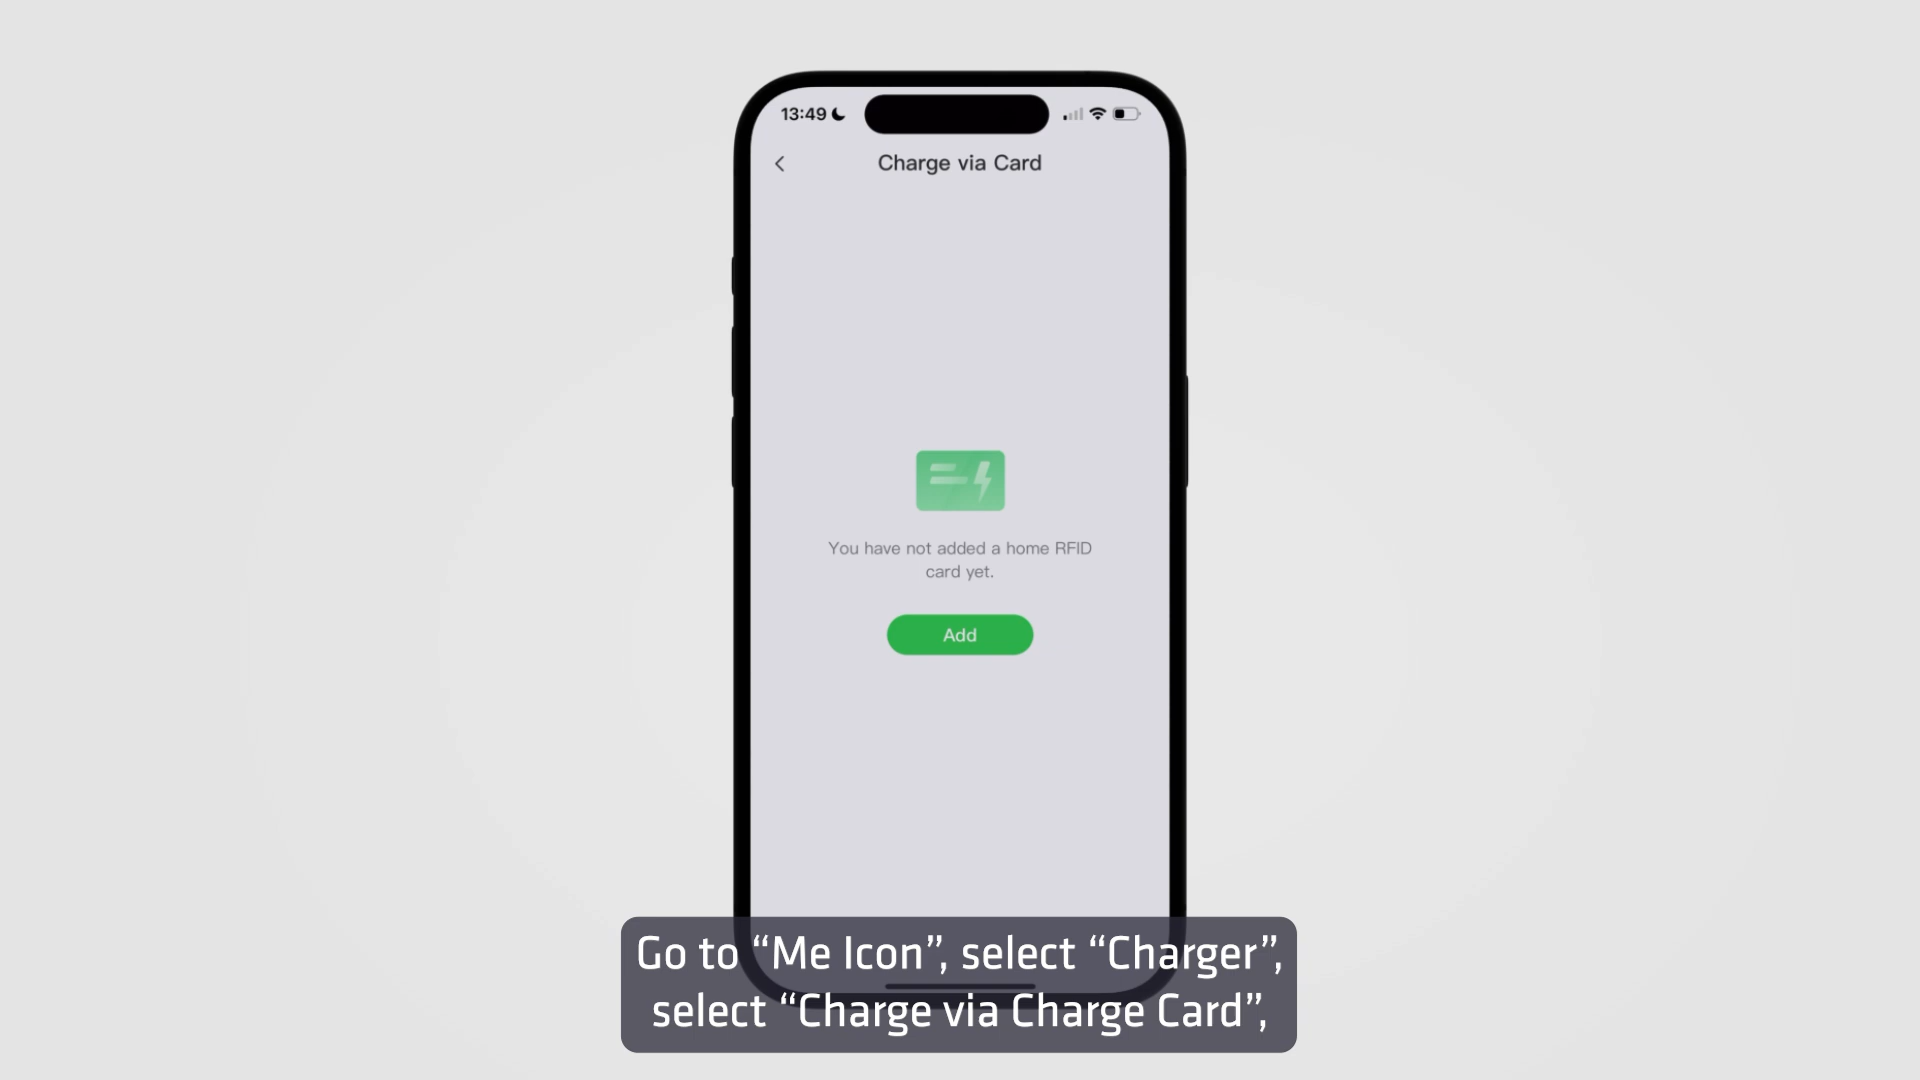 13:49
Charge via Card
You have not added a home RFID
card yet.
Add
Go to “Me Icon”, select “Charger”,
select “Charge via Charge Card”,